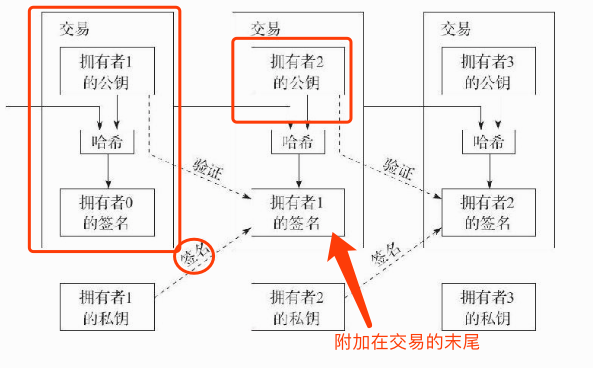 交易
交易
交易
拥有者1
的公钥
拥有者2
的公钥
拥有者3
的公钥
哈希
哈希
哈希
验证
验证
拥有者0
的签名
拥有者1
的签名
拥有者2
的签名
签名
签名
拥有者1
的私钥
拥有者2
的私钥
拥有者3
的私钥
附加在交易的末尾